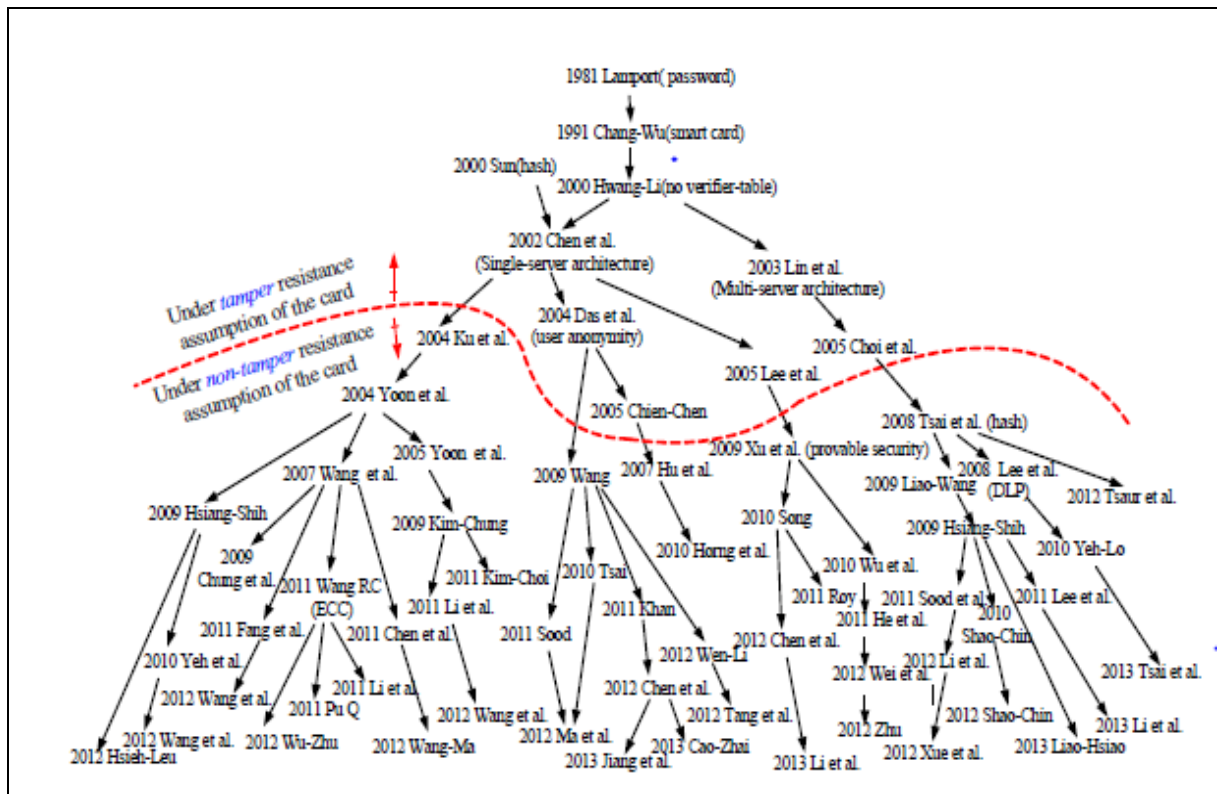 1981 Lamport( password)
1991 Chang-Wu(smart card)
2000 Sun(hash)
2000 Hwang-Li(no verifier-table)
2002 Chen et al.
(Single-server architecture)
2003 Lin et al.
(Multi-server architecture)
Under tamper resistance
assumption of the card
Under non-tamper resistance
assumption of the card
2004 Ku et al.
2004 Das et al.
(user anonymity)
2005 Choi et al.
2005 Lee et al.
2004 Yoon et al.
2005 Chien-Chen
2008 Tsai et al. (hash)
2005 Yoon et al.
2009 Xu et al. (provable security)
2007 Wang et al.
2009 Wang
2007 Hu et al.
2009 Liao-Wang
2008 Lee et al.
(DLP)
2012 Tsaur et al.
2009 Hsiang-Shih
2009 Kim-Chung
2010 Song
2009 Hsiang-Shih
2010 Yeh-Lo
2009
Chung et al.
2010 Horng et al.
2011 Wang RC
(ECC)
2011 Kim-Choi
2010 Tsai
2010 Wu et al.
2011 Roy
2011 Sood et al.
2010
Shao-Chin
2011 Lee et al.
2011 Li et al.
2011 Khan
2011 He et al.
2011 Fang et al.
2011 Chen et al.
2011 Sood
2012 Chen et al.
2010 Yeh et al.
2012 Wen-Li
2012 Li et al.
2012 Wei et al.
2013 Tsai et al.
2012 Wang et al.
2011 Li et al.
2011 Pu Q
2012 Chen et al.
2012 Wang et al.
2012 Tang et al.
2012 Shao-Chin
2013 Li et al.
2012 Zhu
2012 Hsieh-Leu
2012 Wang et al.
2012 Wu-Zhu
2012 Wang-Ma
2012 Ma et al.
2013 Cao-Zhai
2013 Jiang et al.
2013 Li et al.
2012 Xue et al.
2013 Liao-Hsiao